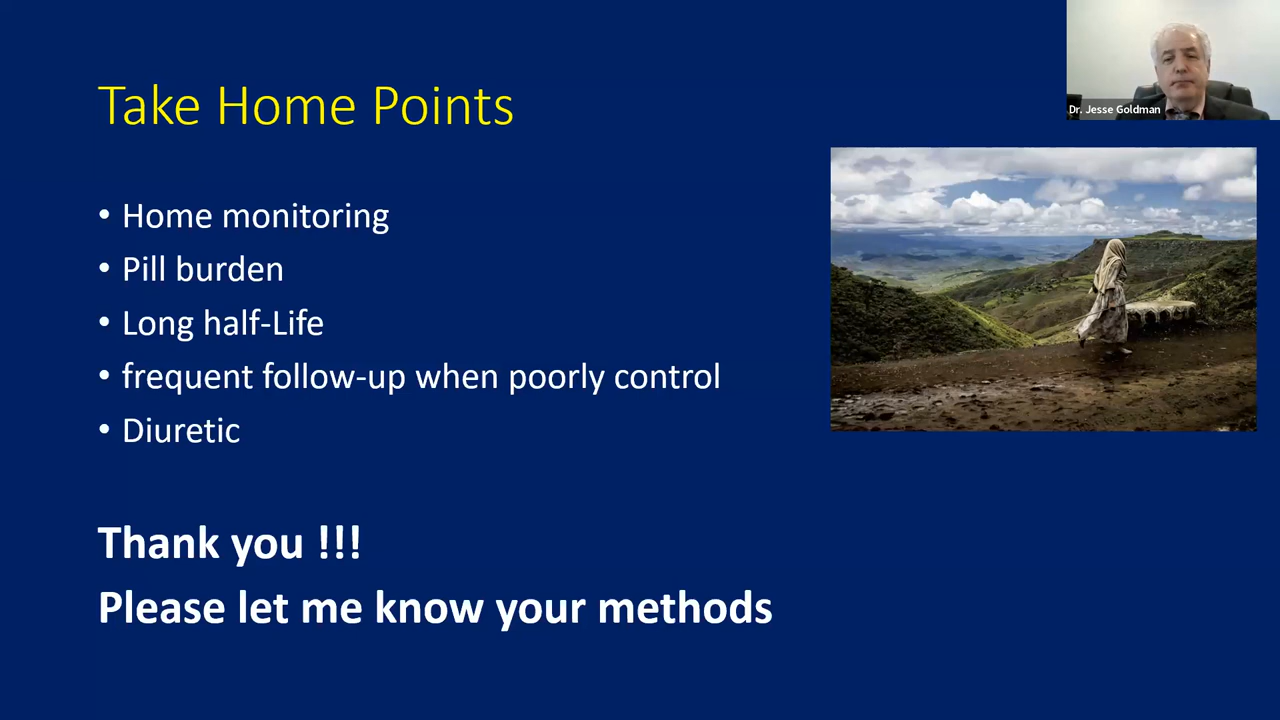 Dr. Jesse Goldman
Take Home Points
• Home monitoring
• Pill burden
• Long half-Life
• frequent follow-up when poorly control
• Diuretic
Thank you !!!
Please let me know your methods